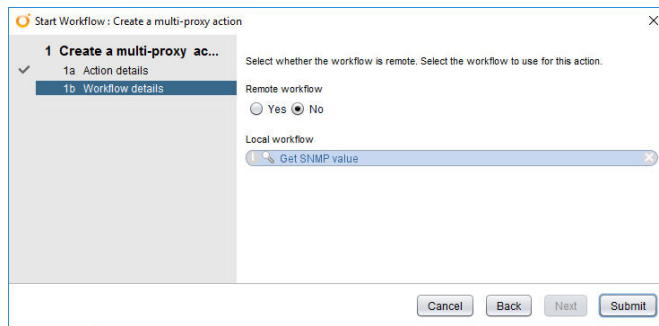 Start Workflow : Create a multi-proxy action
1 Create a multi-proxy ac...
1a Action details
1b Workflow details
Select whether the workflow is remote. Select the workflow to use for this action.
Remote workflow
Yes No
Local workflow
Get SNMP value
Cancel Back Next Submit